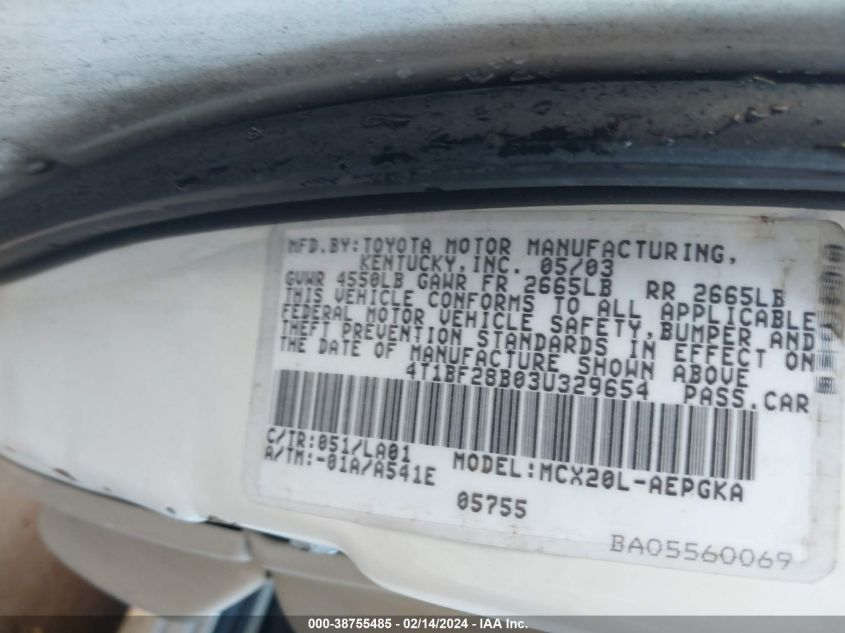 MFD.BY:TOYOTA MOTOR MANUFACTURING,
KENTUCKY,INC. 05/03
GVWR 4550LB GAWR FR 2665LB RR 2665LB
THIS VEHICLE CONFORMS TO ALL APPLICABLE
FEDERAL MOTOR VEHICLE SAFETY,BUMPER AND
THEFT PREVENTION STANDARDS IN EFFECT ON
THE DATE OF MANUFACTURE SHOWN ABOVE
4T1BF28B03U329654 PASS.CAR
C/TR:051/LA01
A/TM:-01A/A541E MODEL:MCX20L-AEPGKA
05755
BA05560069
000-38755485 - 02/14/2024 - IAA, Inc.